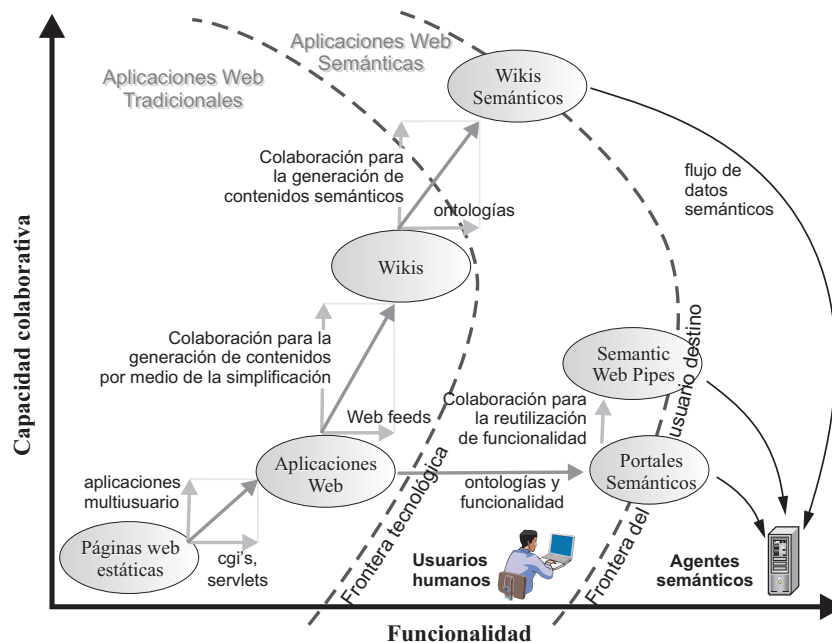 Aplicaciones Web
Tradicionales
Aplicaciones Web
Semánticas
Wikis
Semánticos
Colaboración para
la generación de
contenidos semánticos
ontologías
flujo de
datos
semánticos
Wikis
Colaboración para la
generación de contenidos
por medio de la simplificación
Web feeds
Semantic
Web Pipes
Colaboración para
la reutilización
de funcionalidad
Aplicaciones
Web
ontologías y
funcionalidad
Portales
Semánticos
aplicaciones
multiusuario
Páginas web
estáticas
cgi's,
servlets
Frontera tecnológica
Frontera del usuario destino
Usuarios
humanos
Agentes
semánticos
Capacidad colaborativa
Funcionalidad